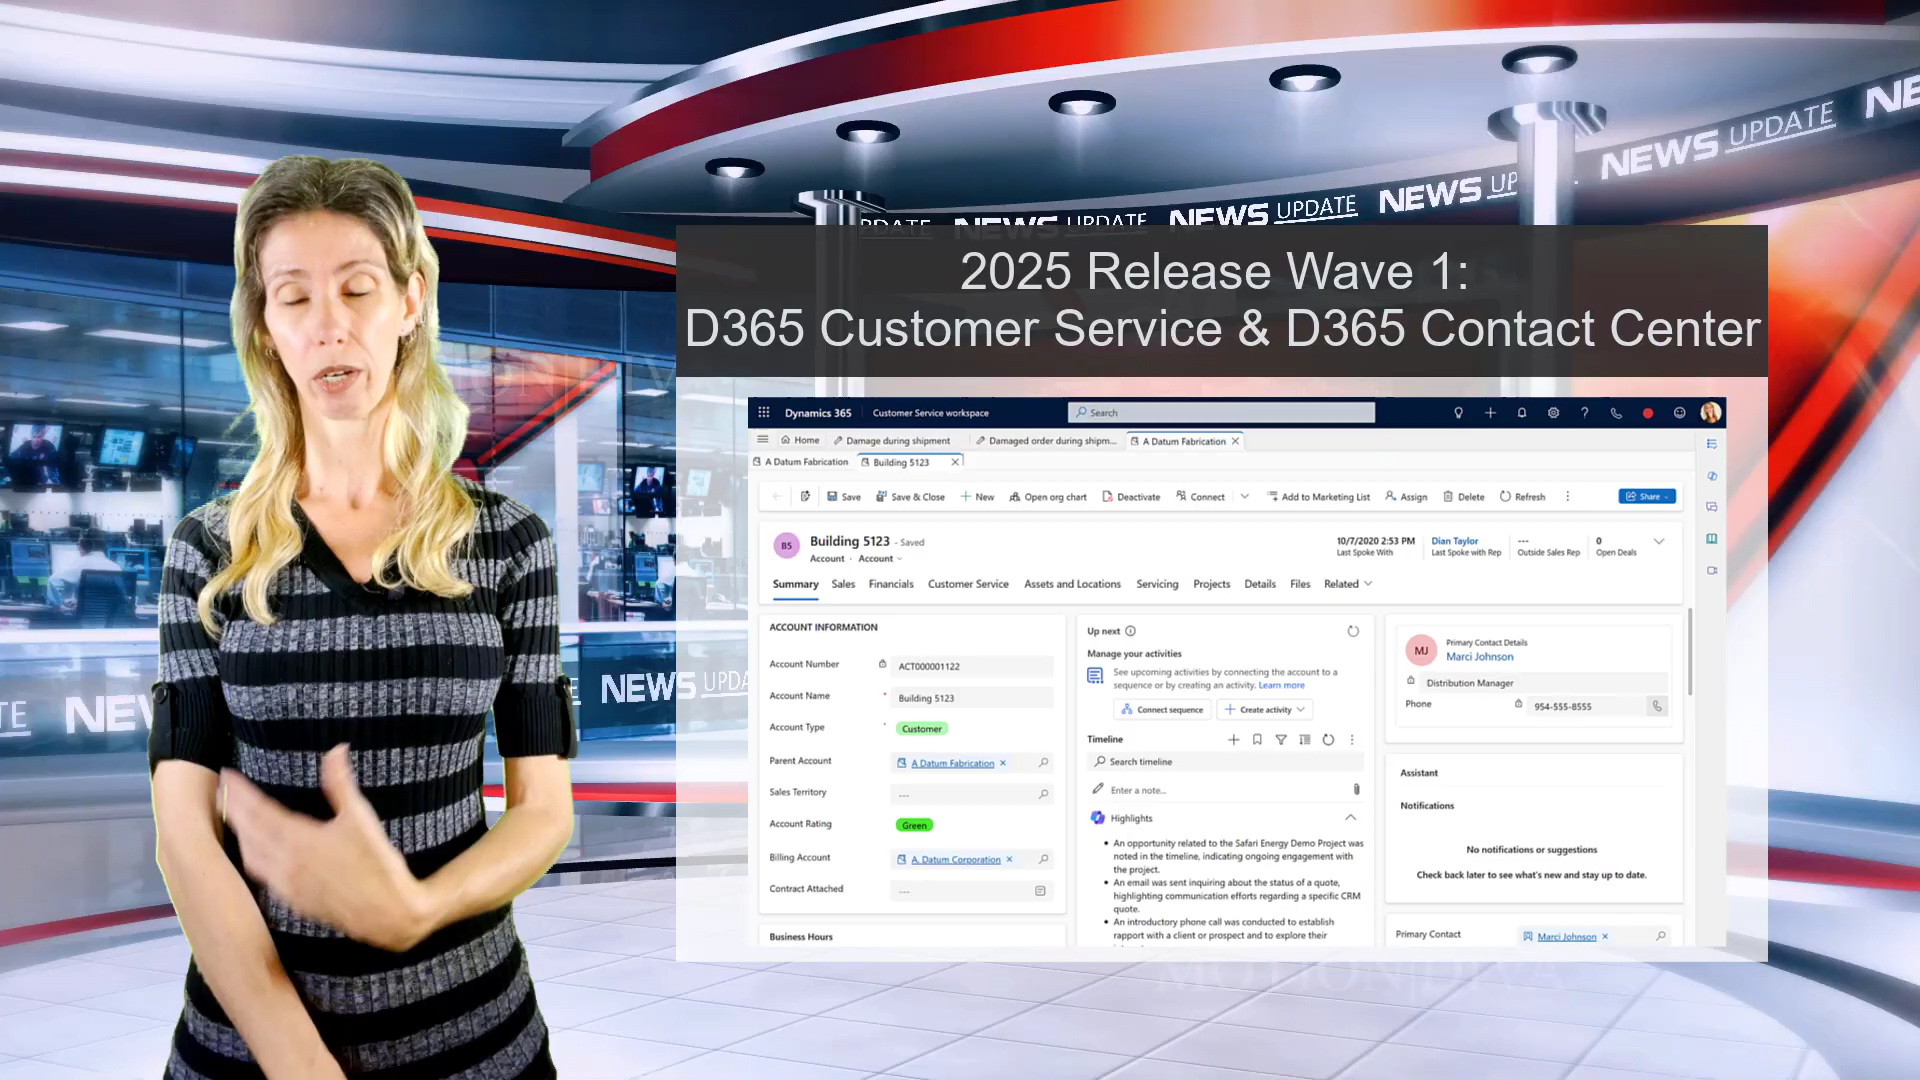 NEWS UPDATE NEWS
NEWS UPDATE
UPDATE NEWS UPDATE
NEWS UPDATE
2025 Release Wave 1:
D365 Customer Service & D365 Contact Center
Dynamics 365 Customer Service workspace Search
Home Damage during shipment Damaged order during shipm... A Datum Fabrication
A Datum Fabrication Building 5123
Save Save & Close New Open org chart Deactivate Connect Add to Marketing List Assign Delete Refresh Share
B5 Building 5123 - Saved
Account · Account
10/7/2020 2:53 PM Dian Taylor --- 0
Last Spoke With Last Spoke with Rep Outside Sales Rep Open Deals
Summary Sales Financials Customer Service Assets and Locations Servicing Projects Details Files Related
ACCOUNT INFORMATION
Account Number ACT000001122
Account Name * Building 5123
Account Type * Customer
Parent Account A Datum Fabrication
Sales Territory ---
Account Rating Green
Billing Account A. Datum Corporation
Contract Attached ---
Business Hours
Up next
Manage your activities
See upcoming activities by connecting the account to a
sequence or by creating an activity. Learn more
Connect sequence Create activity
Timeline
Search timeline
Enter a note...
Highlights
• An opportunity related to the Safari Energy Demo Project was
noted in the timeline, indicating ongoing engagement with
the project.
• An email was sent inquiring about the status of a quote,
highlighting communication efforts regarding a specific CRM
quote.
• An introductory phone call was conducted to establish
rapport with a client or prospect and to explore their
MJ Primary Contact Details
Marci Johnson
Distribution Manager
Phone 954-555-8555
Assistant
Notifications
No notifications or suggestions
Check back later to see what's new and stay up to date.
Primary Contact Marci Johnson
NEWS UPDA
MOTION|DIVA